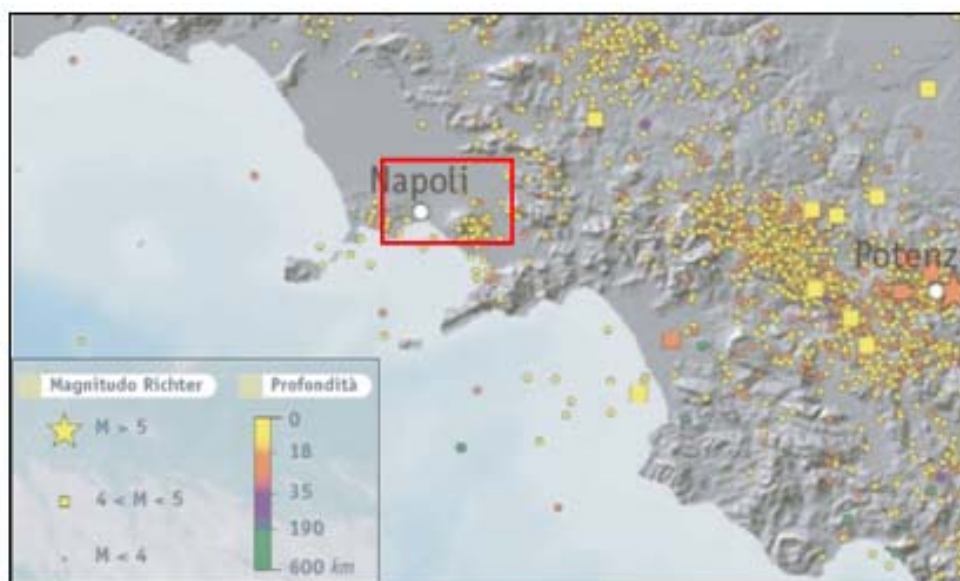 Napoli
Potenz
Magnitudo Richter
Profondità
M > 5
4 < M < 5
M < 4
0
18
35
190
600 km